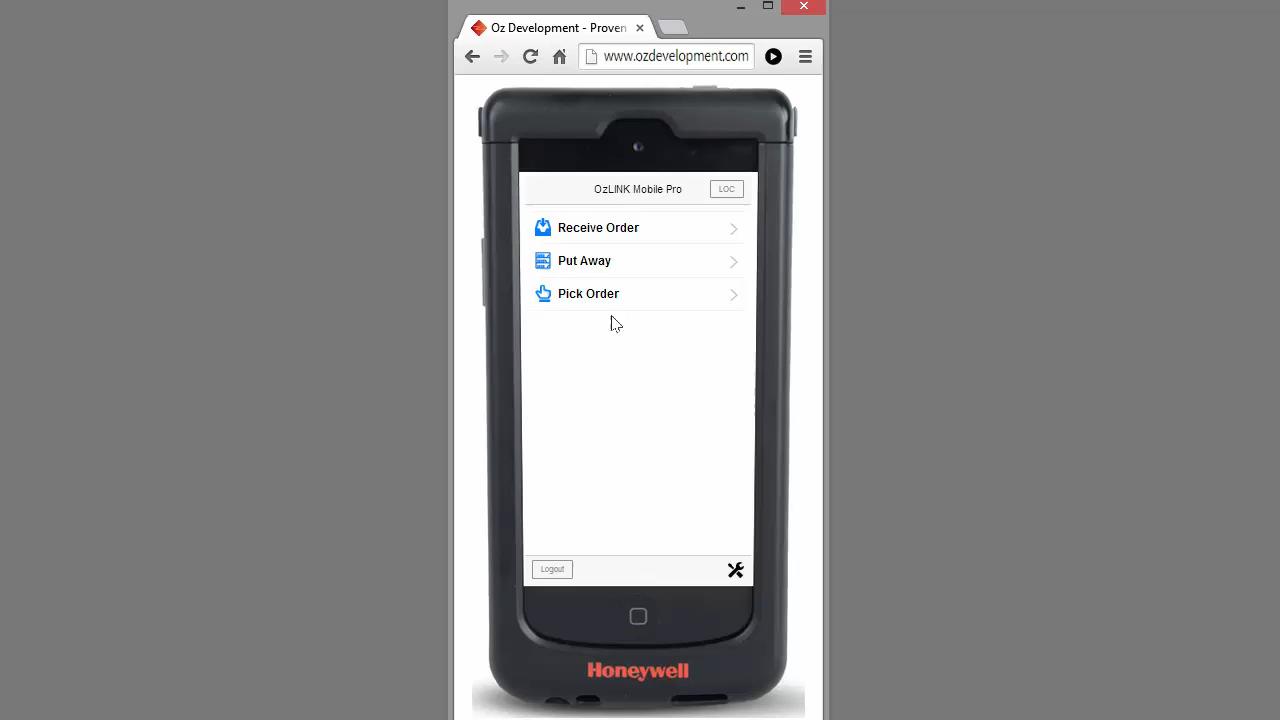 Oz Development - Proven
www.ozdevelopment.com
OzLINK Mobile Pro
LOC
Receive Order
Put Away
Pick Order
Logout
Honeywell